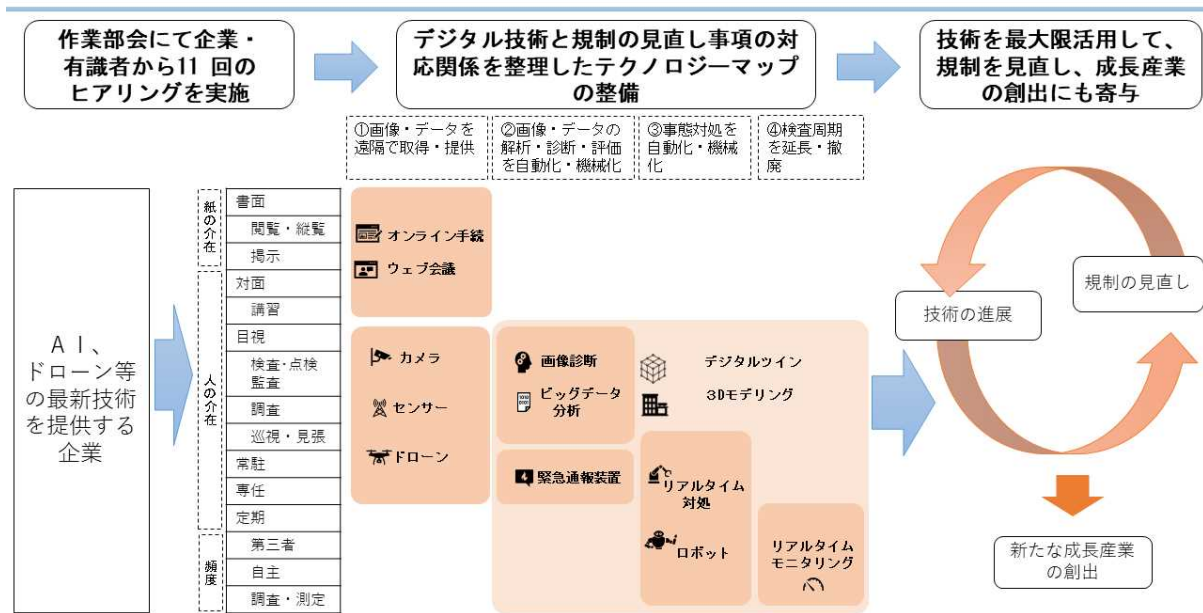 作業部会にて企業・
有識者から11 回の
ヒアリングを実施
デジタル技術と規制の見直し事項の対
応関係を整理したテクノロジーマップ
の整備
技術を最大限活用して、
規制を見直し、成長産業
の創出にも寄与
①画像・データを
遠隔で取得・提供
②画像・データの
解析・診断・評価
を自動化・機械化
③事態対処を
自動化・機械
化
④検査周期
を延長・撤
廃
ＡＩ、
ドローン等
の最新技術
を提供する
企業
紙の介在
人の介在
頻度
書面
閲覧・縦覧
掲示
対面
講習
目視
検査・点検
監査
調査
巡視・見張
常駐
専任
定期
第三者
自主
調査・測定
オンライン手続
ウェブ会議
カメラ
センサー
ドローン
画像診断
ビッグデータ
分析
緊急通報装置
デジタルツイン
3Dモデリング
リアルタイム
対処
ロボット
リアルタイム
モニタリング
規制の見直し
技術の進展
新たな成長産業
の創出